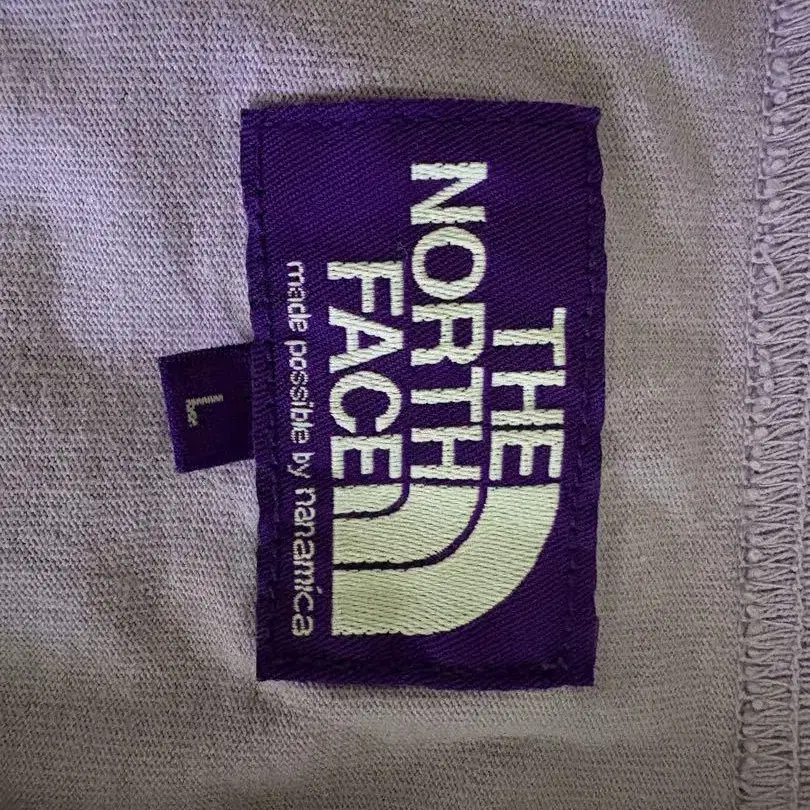 THE
NORTH
FACE
made possible by nanamica
L